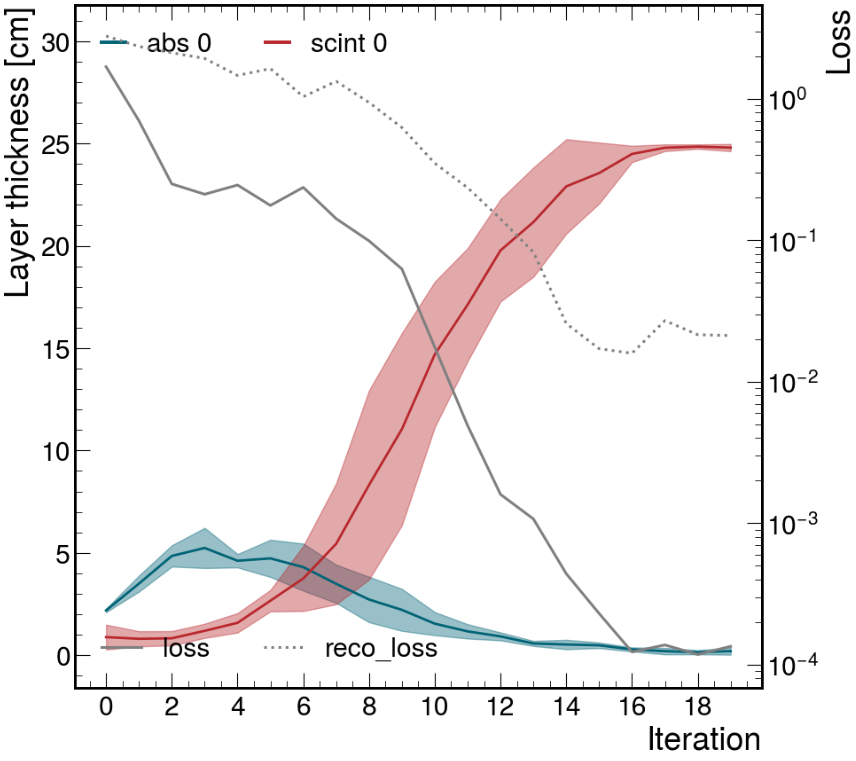 Layer thickness [cm]
30
25
20
15
10
5
0
abs 0 scint 0
loss reco_loss
Loss
10⁰
10⁻¹
10⁻²
10⁻³
10⁻⁴
0 2 4 6 8 10 12 14 16 18
Iteration